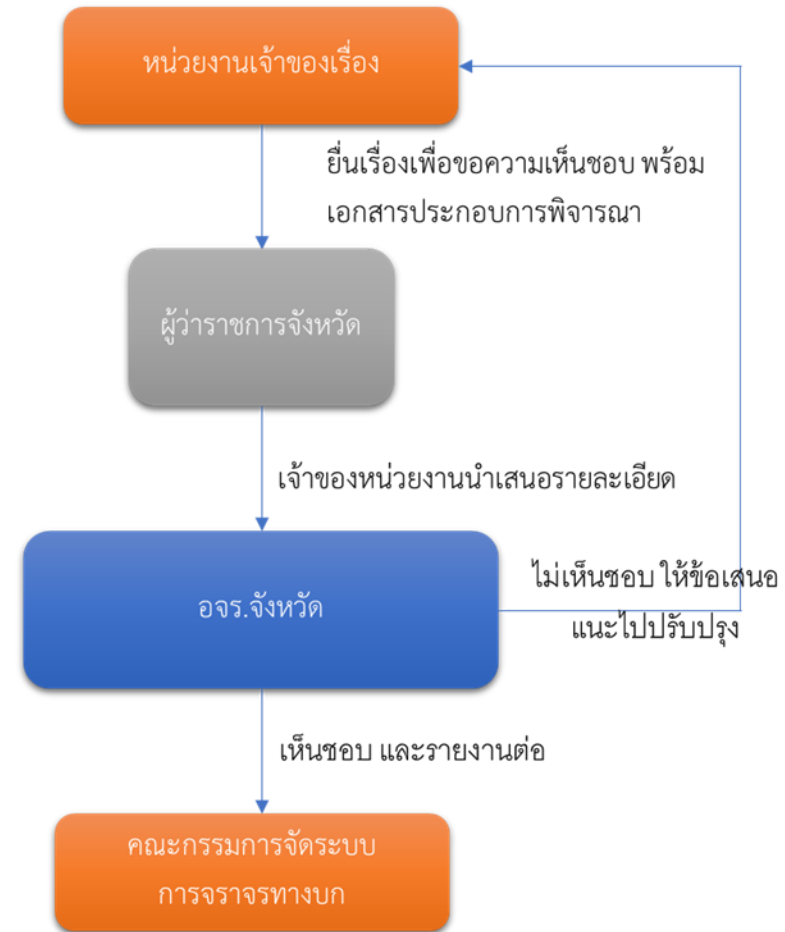 หน่วยงานเจ้าของเรื่อง
ยื่นเรื่องเพื่อขอความเห็นชอบ พร้อม
เอกสารประกอบการพิจารณา
ผู้ว่าราชการจังหวัด
เจ้าของหน่วยงานนำเสนอรายละเอียด
อจร.จังหวัด
ไม่เห็นชอบ ให้ข้อเสนอ
แนะไปปรับปรุง
เห็นชอบ และรายงานต่อ
คณะกรรมการจัดระบบ
การจราจรทางบก